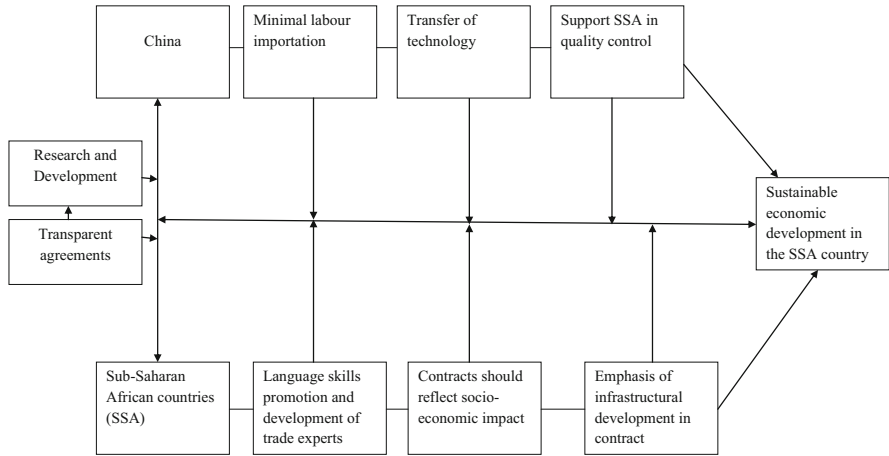 China
Minimal labour
importation
Transfer of
technology
Support SSA in
quality control
Research and
Development
Transparent
agreements
Sustainable
economic
development in
the SSA country
Sub-Saharan
African countries
(SSA)
Language skills
promotion and
development of
trade experts
Contracts should
reflect socio-
economic impact
Emphasis of
infrastructural
development in
contract